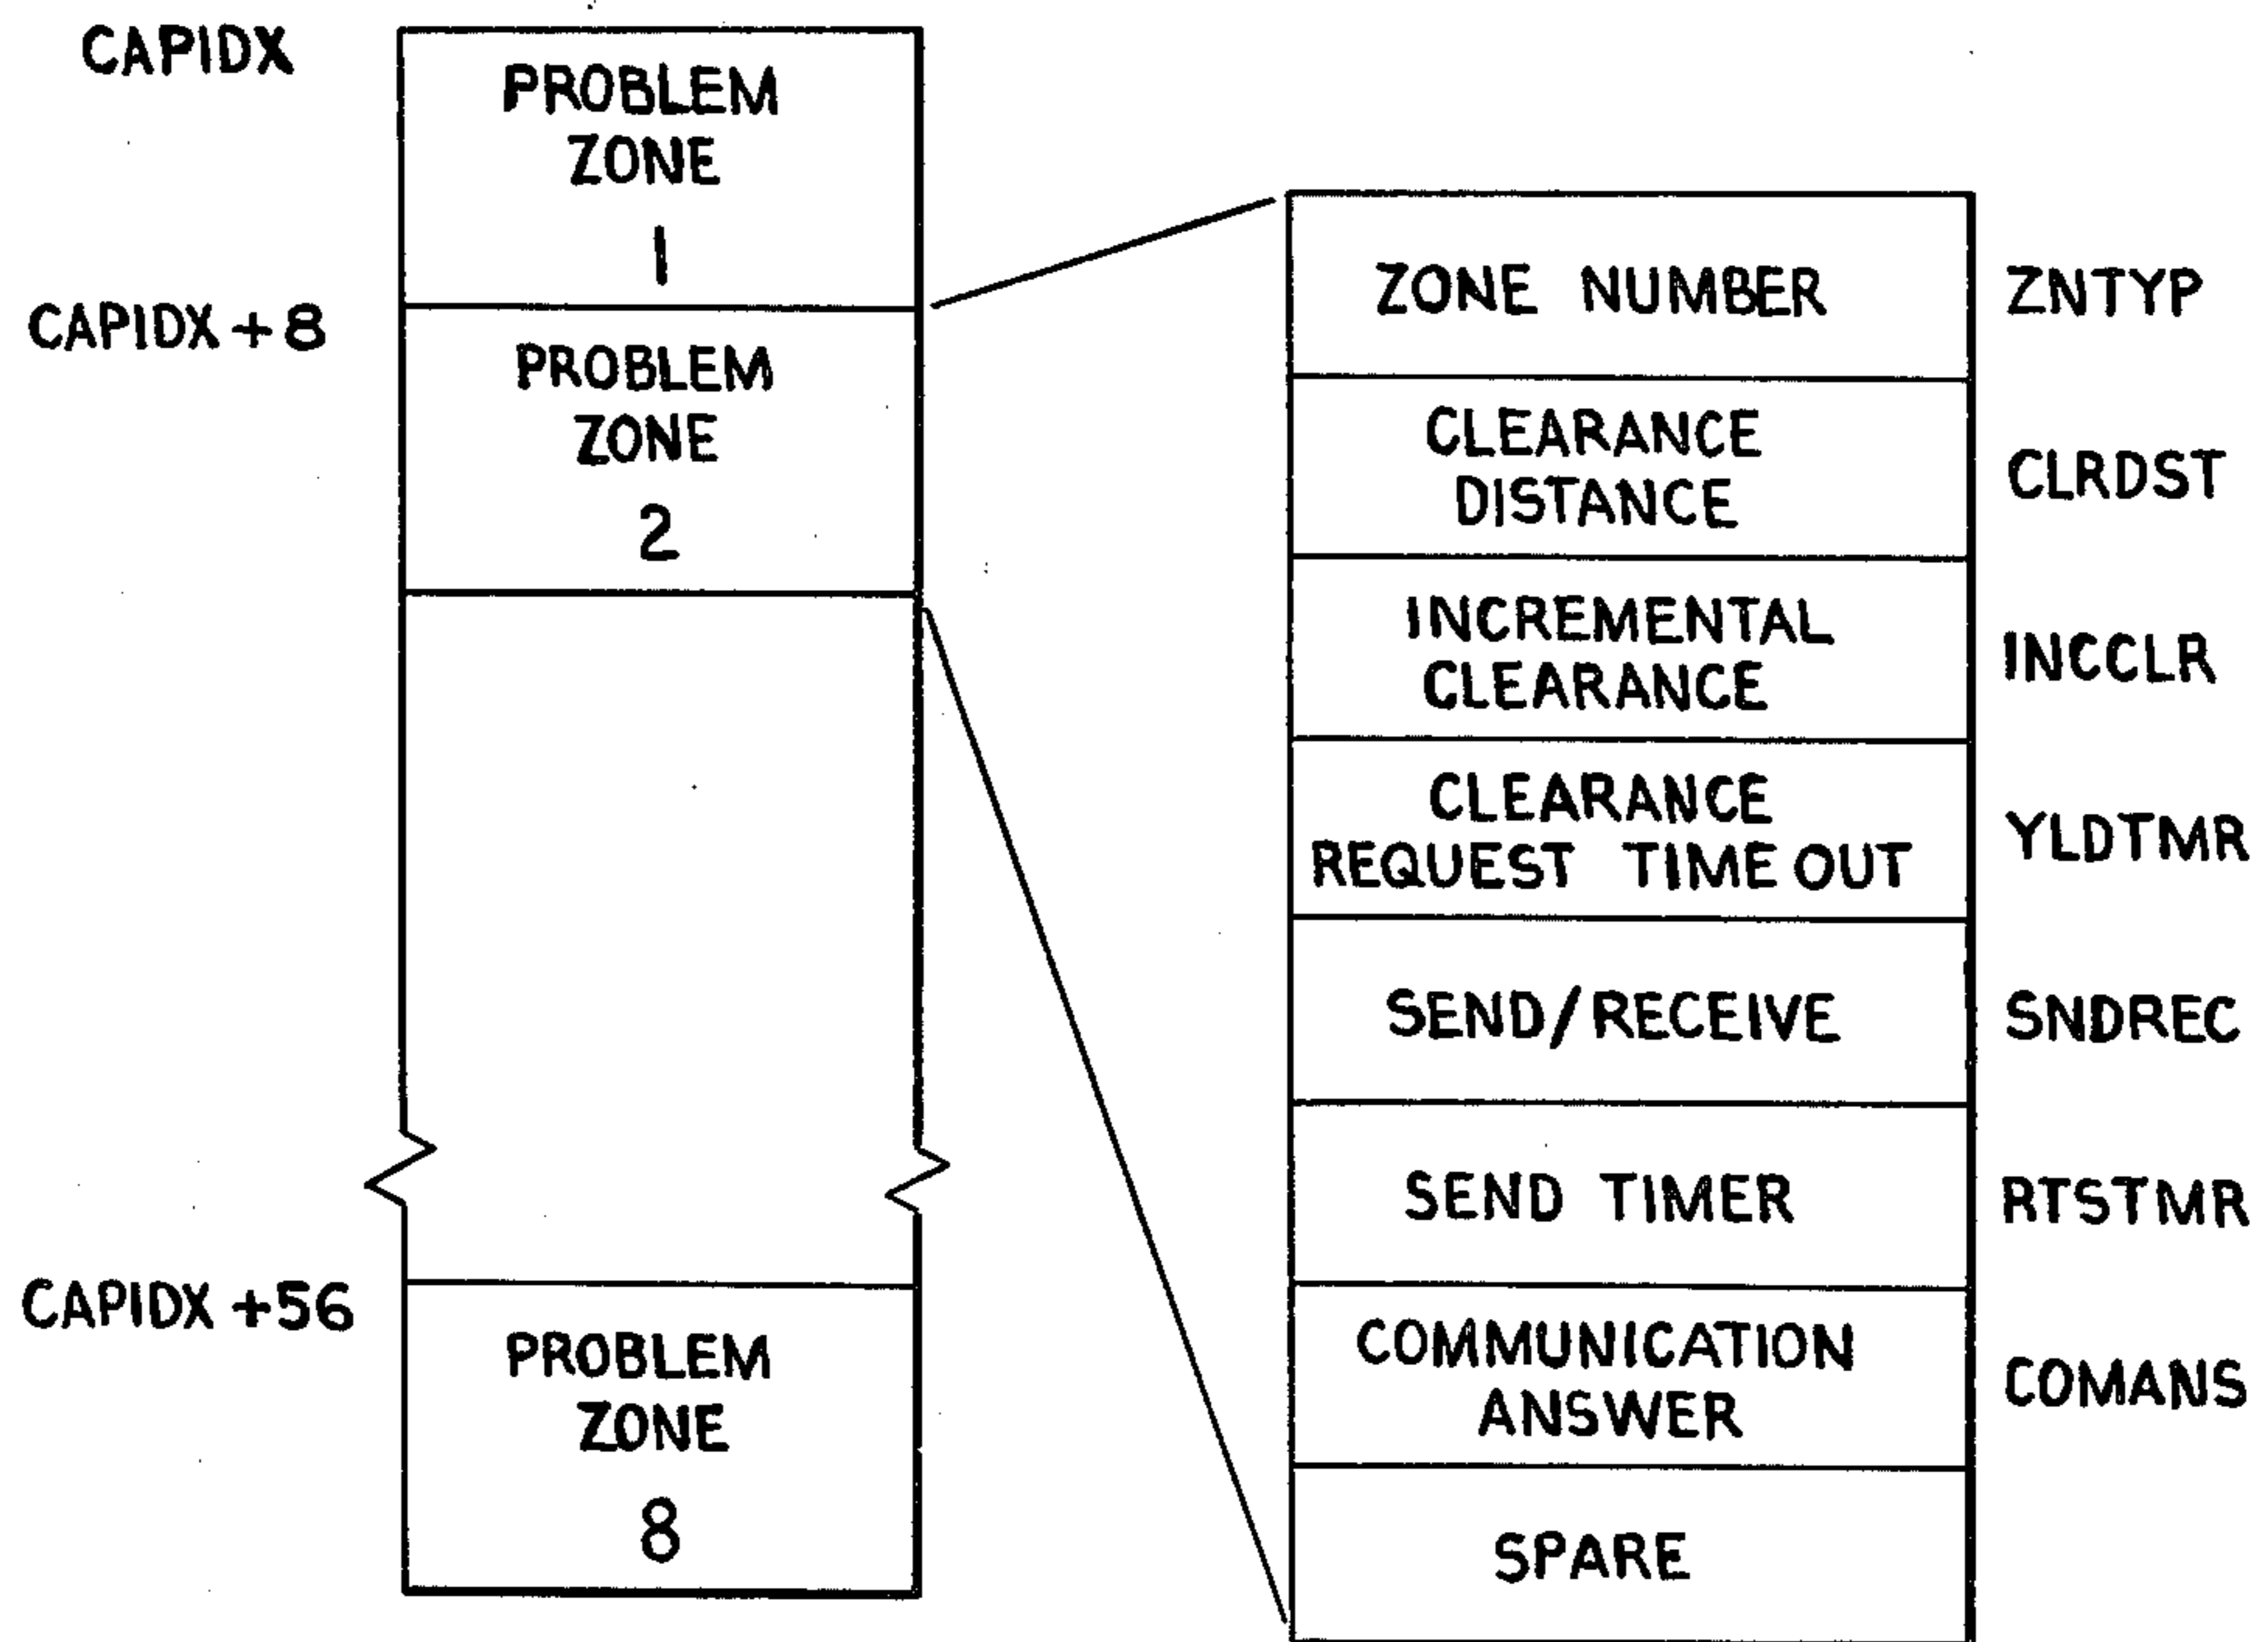 CAPIDX
PROBLEM
ZONE
1
CAPIDX +8
PROBLEM
ZONE
2
CAPIDX +56
PROBLEM
ZONE
8
ZONE NUMBER
ZNTYP
CLEARANCE
DISTANCE
CLRDST
INCREMENTAL
CLEARANCE
INCCLR
CLEARANCE
REQUEST TIME OUT
YLDTMR
SEND/RECEIVE
SNDREC
SEND TIMER
RTSTMR
COMMUNICATION
ANSWER
COMANS
SPARE